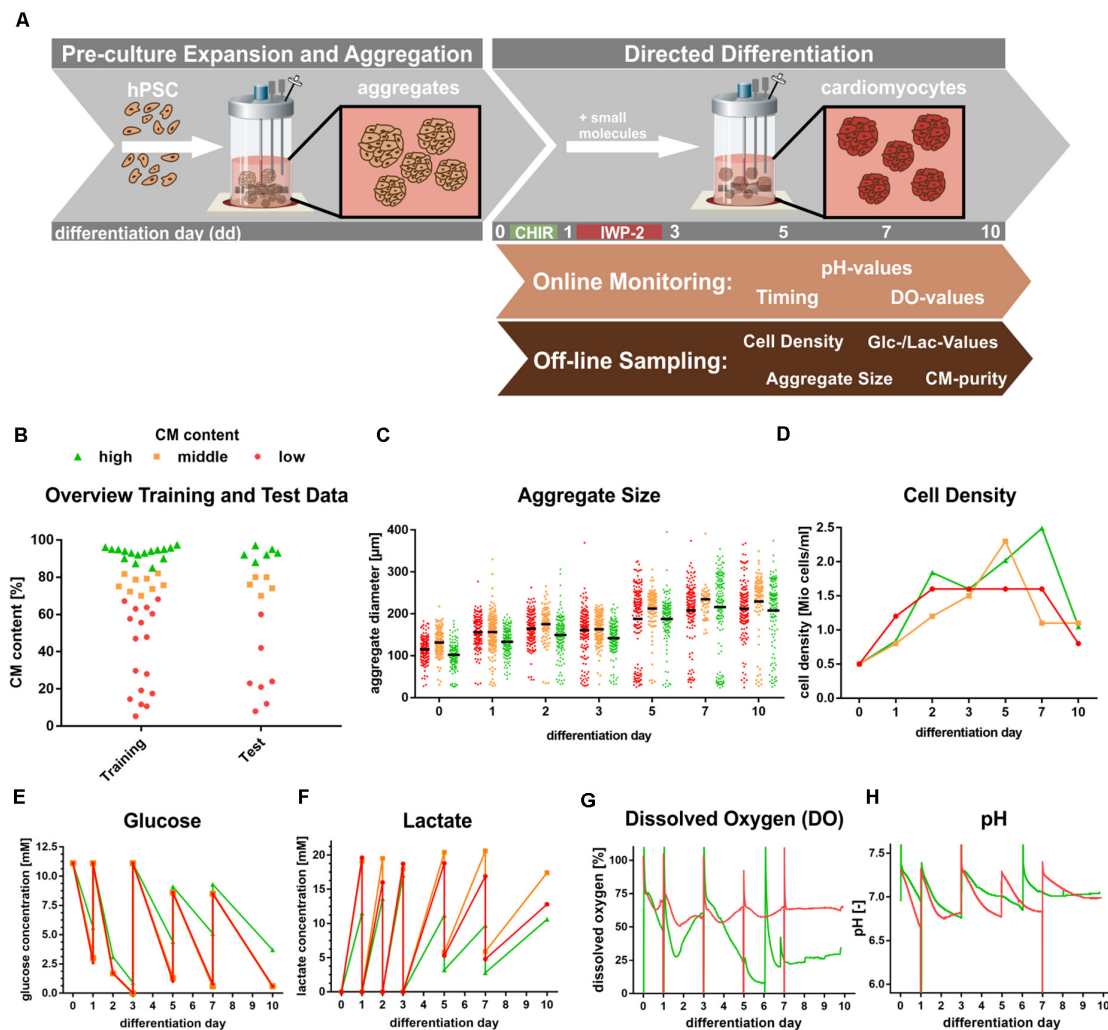 A
Pre-culture Expansion and Aggregation
Directed Differentiation
hPSC
aggregates
+ small
molecules
cardiomyocytes
differentiation day (dd)
0 CHIR 1 IWP-2 3 5 7 10
Online Monitoring:
pH-values
Timing
DO-values
Off-line Sampling:
Cell Density
Glc-/Lac-Values
Aggregate Size
CM-purity
B
CM content
high middle low
Overview Training and Test Data
CM content [%]
100
80
60
40
20
0
Training
Test
C
Aggregate Size
aggregate diameter [µm]
400
300
200
100
0
0 1 2 3 5 7 10
differentiation day
D
Cell Density
cell density [Mio cells/ml]
2.5
2.0
1.5
1.0
0.5
0.0
0 1 2 3 5 7 10
differentiation day
E
Glucose
glucose concentration [mM]
12.5
10.0
7.5
5.0
2.5
0.0
0 1 2 3 5 7 10
differentiation day
F
Lactate
lactate concentration [mM]
20
15
10
5
0
0 1 2 3 5 7 10
differentiation day
G
Dissolved Oxygen (DO)
dissolved oxygen [%]
100
75
50
25
0
0 1 2 3 4 5 6 7 8 9 10
differentiation day
H
pH
pH [-]
7.5
7.0
6.5
6.0
0 1 2 3 4 5 6 7 8 9 10
differentiation day